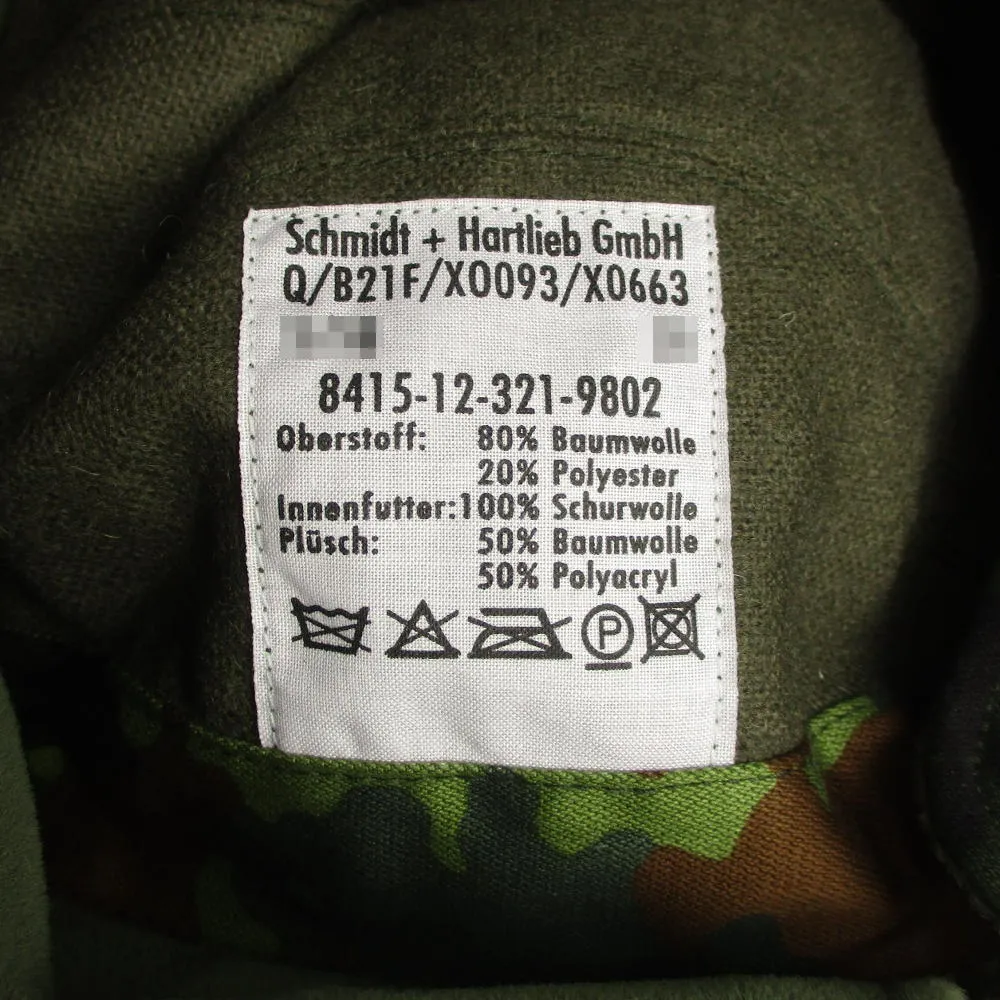 Schmidt + Hartlieb GmbH
Q/B21F/X0093/X0663
8415-12-321-9802
Oberstoff: 80% Baumwolle
20% Polyester
Innenfutter:100% Schurwolle
Plüsch: 50% Baumwolle
50% Polyacryl
P